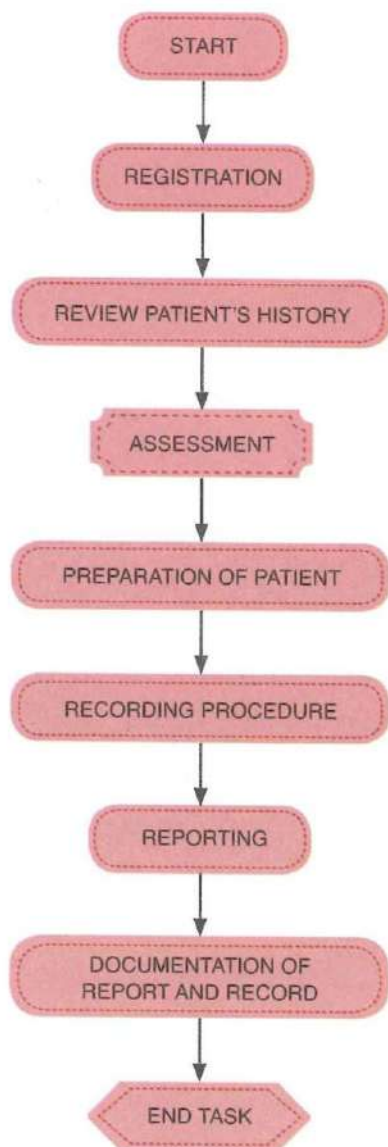 START
REGISTRATION
REVIEW PATIENT'S HISTORY
ASSESSMENT
PREPARATION OF PATIENT
RECORDING PROCEDURE
REPORTING
DOCUMENTATION OF
REPORT AND RECORD
END TASK